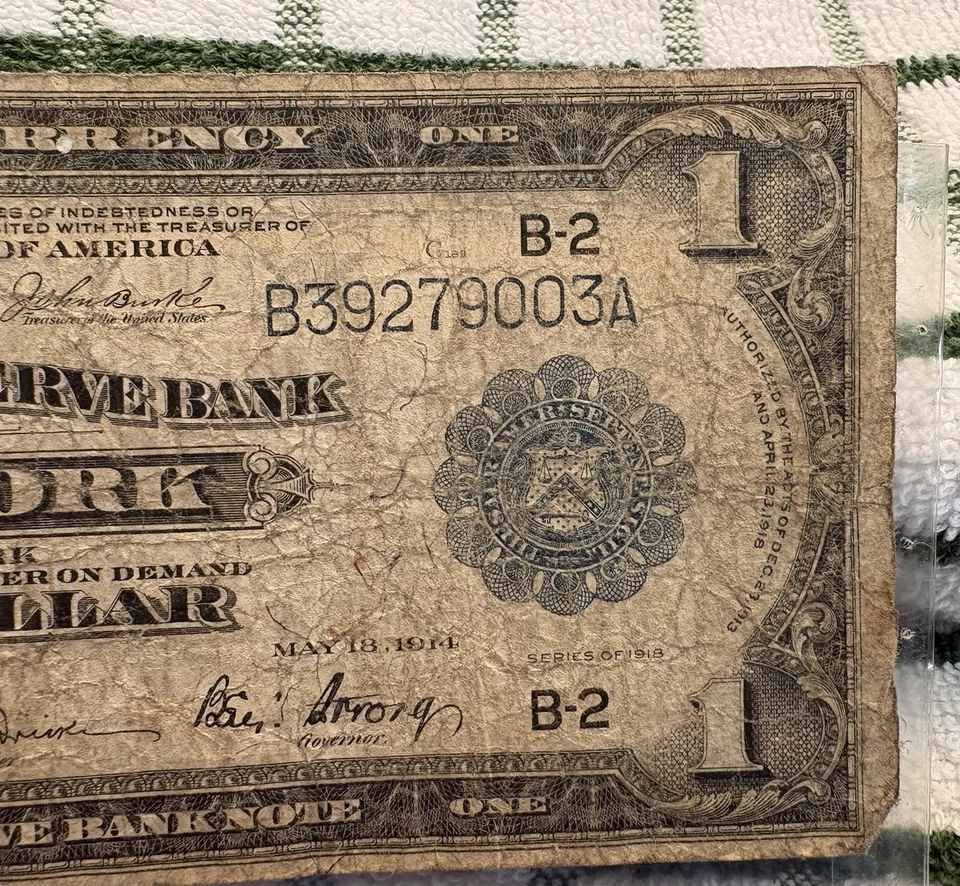 RRENCY ONE
1
ES OF INDEBTEDNESS OR
ITED WITH THE TREASURER OF
OF AMERICA
B-2
B39279003A
John Burke
Treasurer of the United States.
AUTHORIZED BY THE ACTS OF DEC. 23, 1913
AND APRIL 23, 1918
ERVE BANK
ORK
RK
ER ON DEMAND
LLAR
MAY 18, 1914
SERIES OF 1918
Benj. Strong
Governor.
B-2
1
VE BANK NOTE ONE